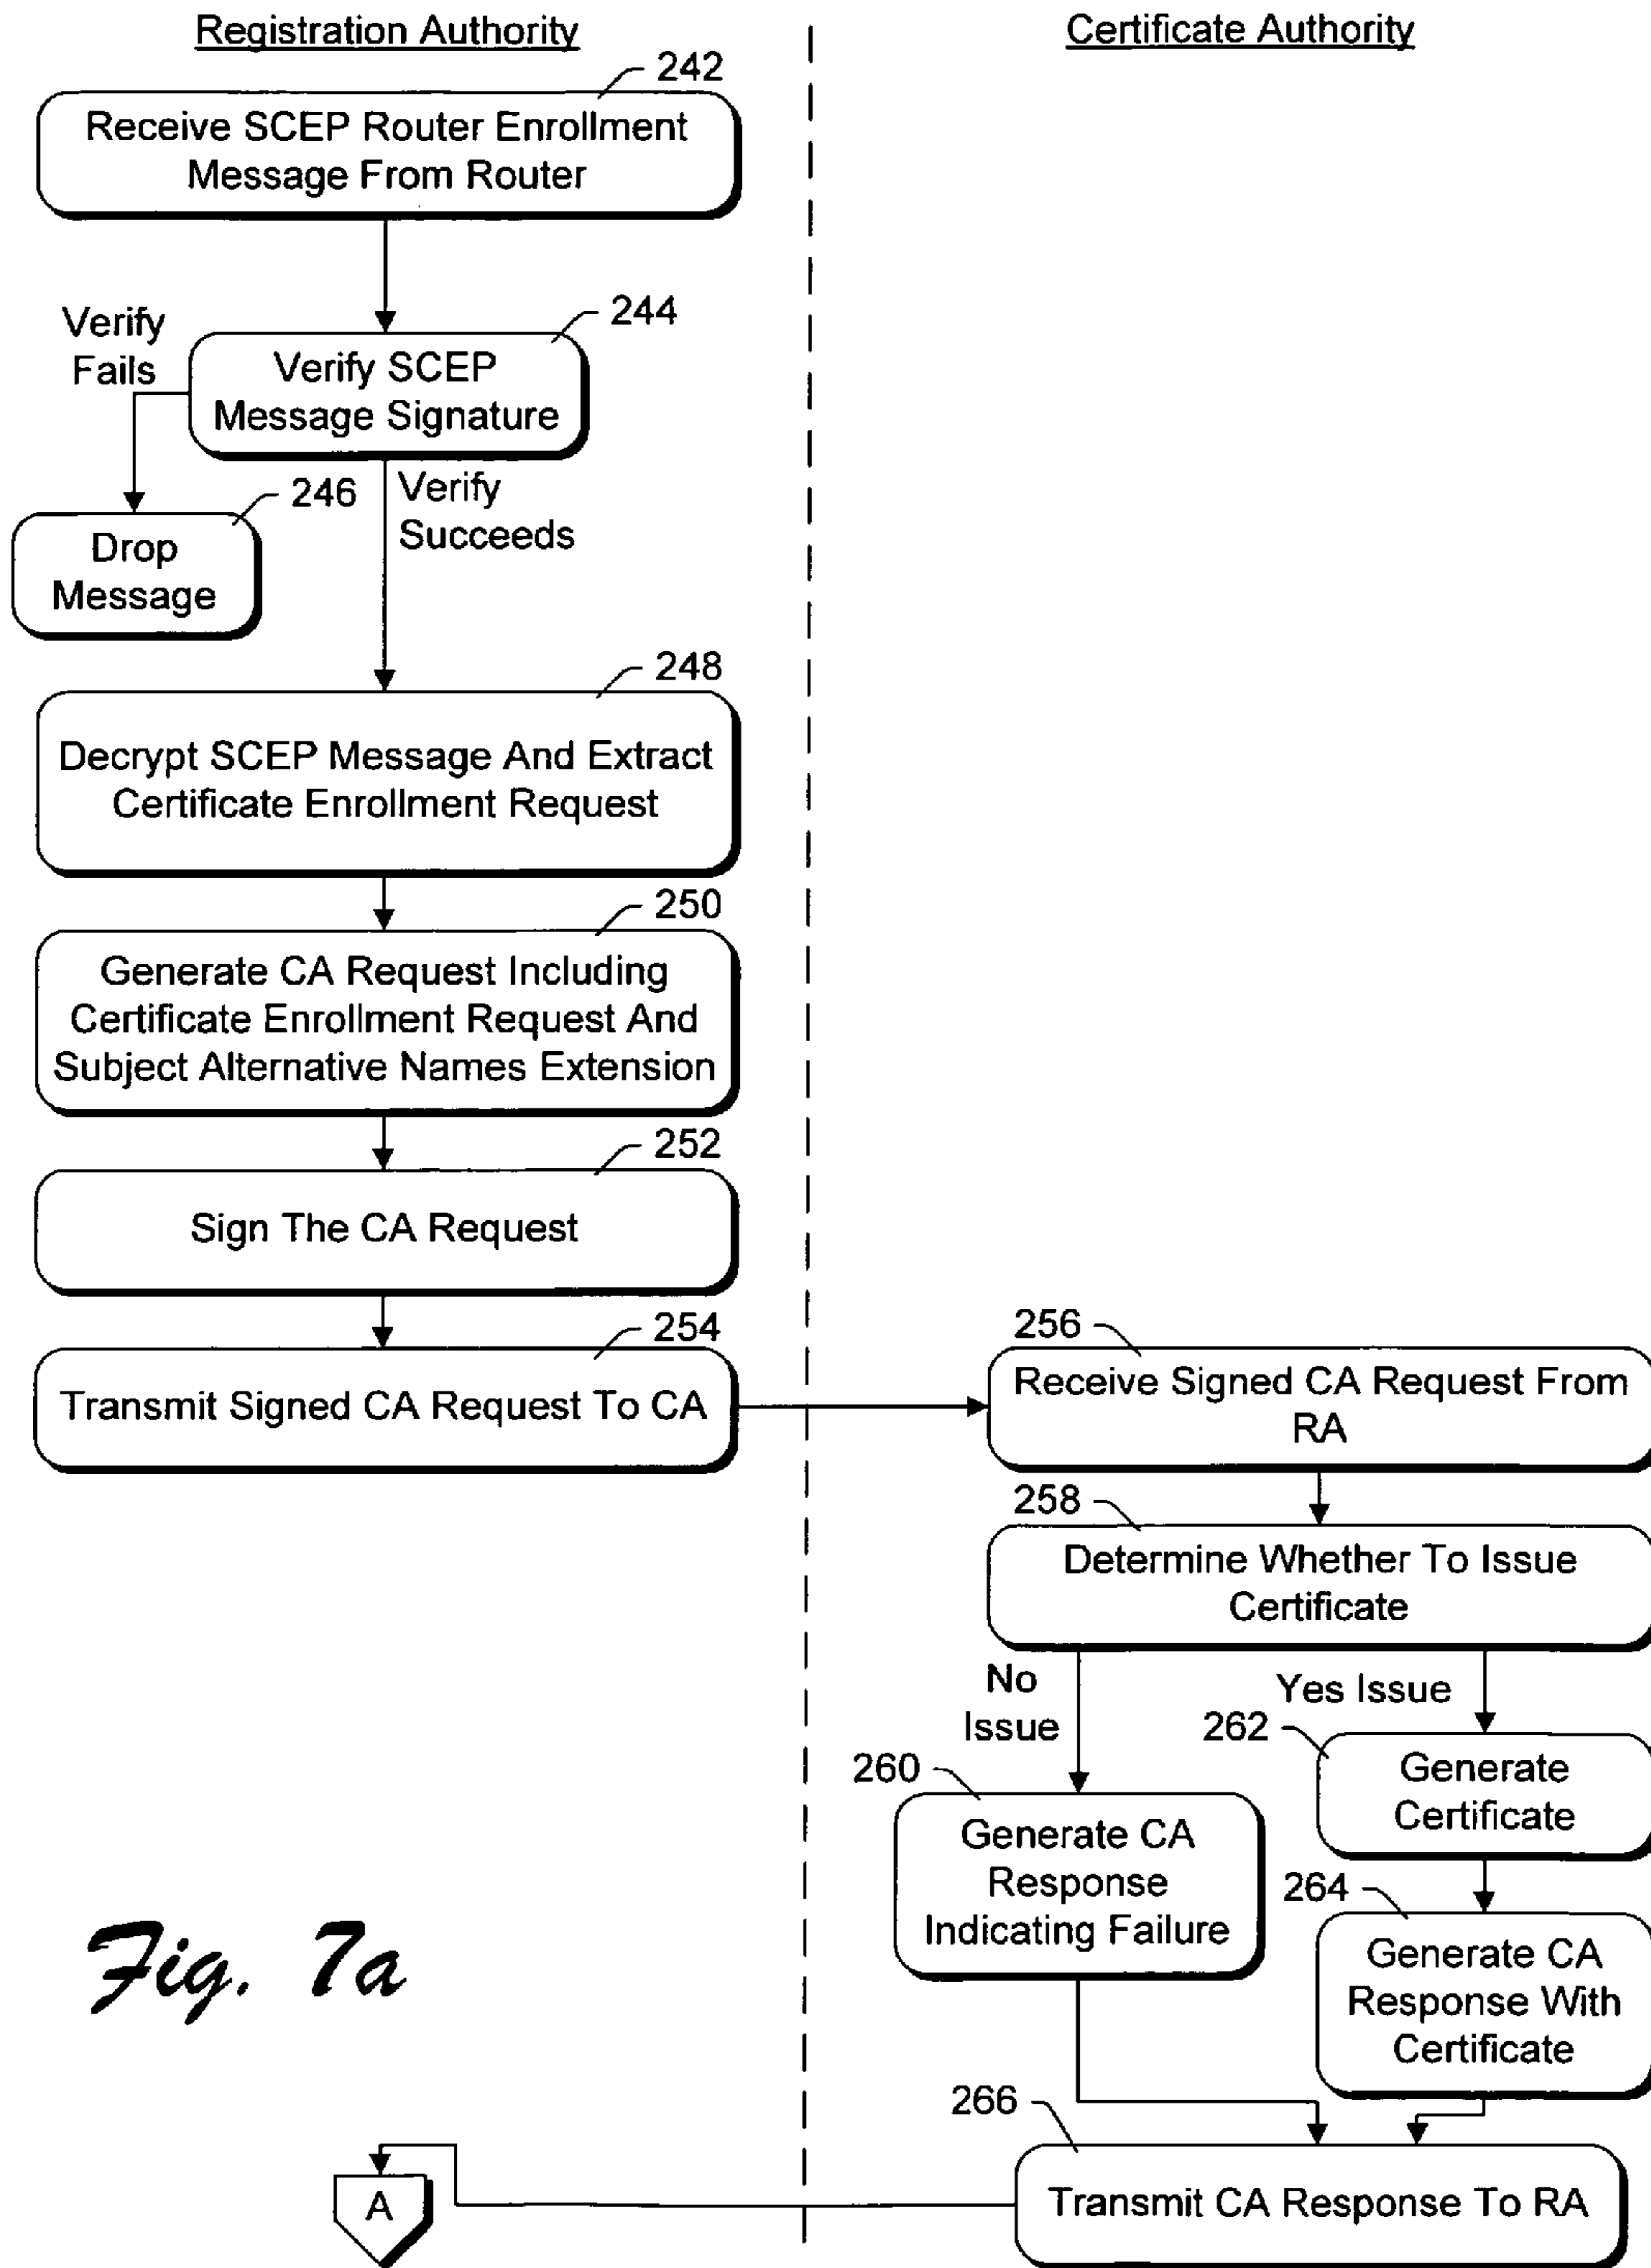 Registration Authority
Certificate Authority
242
Receive SCEP Router Enrollment
Message From Router
244
Verify
Fails
Verify SCEP
Message Signature
246
Verify
Succeeds
Drop
Message
248
Decrypt SCEP Message And Extract
Certificate Enrollment Request
250
Generate CA Request Including
Certificate Enrollment Request And
Subject Alternative Names Extension
252
Sign The CA Request
254
Transmit Signed CA Request To CA
256
Receive Signed CA Request From
RA
258
Determine Whether To Issue
Certificate
No
Issue
Yes Issue
260
Generate CA
Response
Indicating Failure
262
Generate
Certificate
264
Generate CA
Response With
Certificate
266
Transmit CA Response To RA
A
Fig. 7a